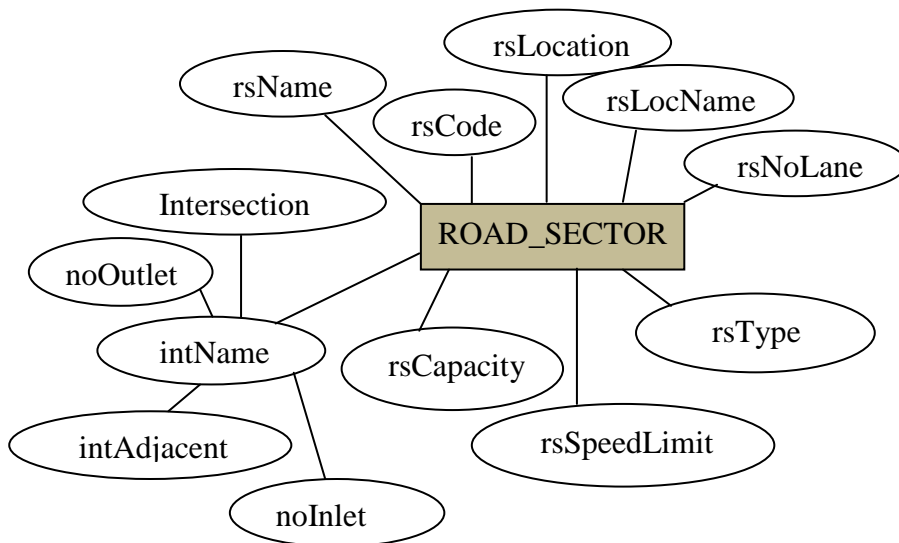 rsLocation
rsName
rsLocName
rsCode
rsNoLane
Intersection
ROAD_SECTOR
noOutlet
rsType
intName
rsCapacity
intAdjacent
rsSpeedLimit
noInlet